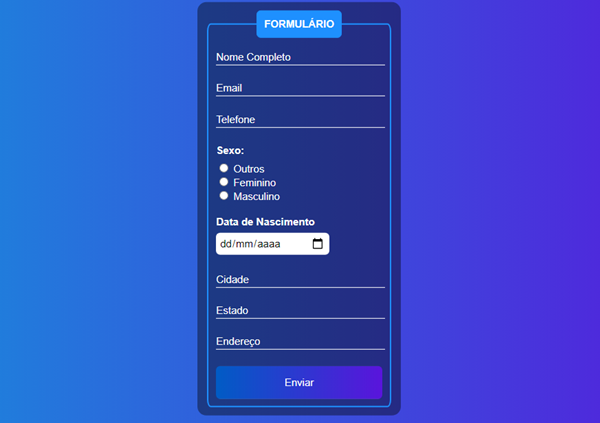 FORMULÁRIO
Nome Completo
Email
Telefone
Sexo:
Outros
Feminino
Masculino
Data de Nascimento
dd/mm/aaaa
Cidade
Estado
Endereço
Enviar